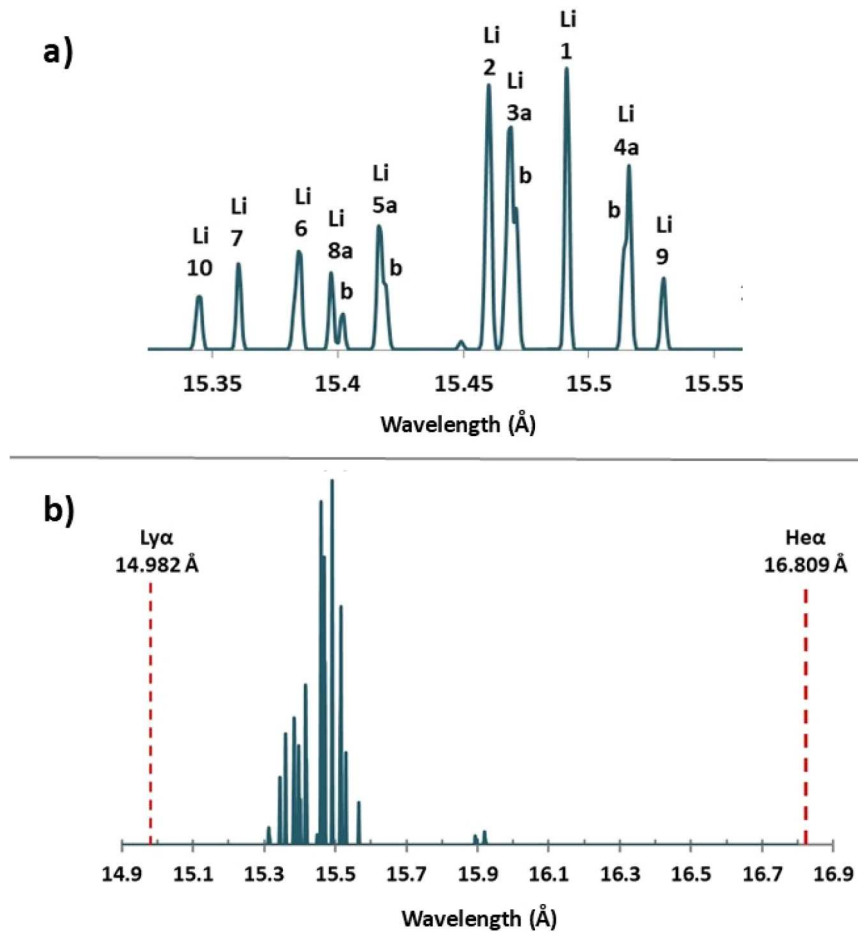 a)
Li
2
Li
1
Li
3a
b
Li
4a
b
Li
5a
b
Li
6
Li
7
Li
8a
b
Li
9
Li
10
15.35 15.4 15.45 15.5 15.55
Wavelength (Å)
b)
Lyα
14.982 Å
Heα
16.809 Å
14.9 15.1 15.3 15.5 15.7 15.9 16.1 16.3 16.5 16.7 16.9
Wavelength (Å)